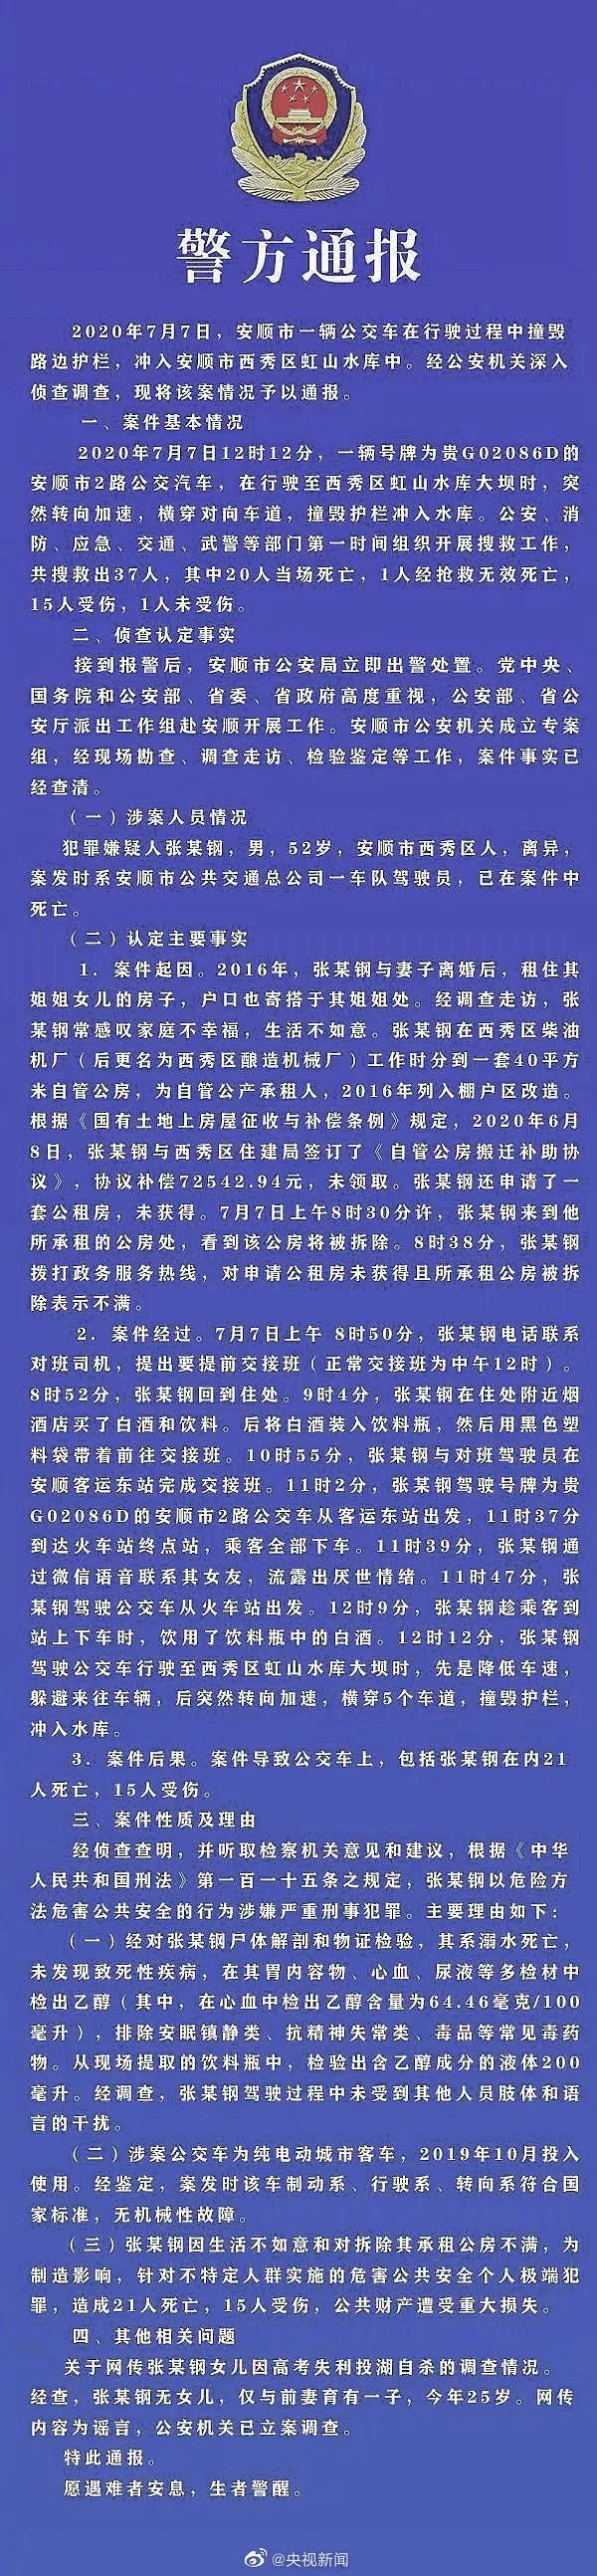 警方通报
2020年7月7日，安顺市一辆公交车在行驶过程中撞毁
路边护栏，冲入安顺市西秀区虹山水库中。经公安机关深入
侦查调查，现将该案情况予以通报。
一、案件基本情况
2020年7月7日12时12分，一辆号牌为贵G02086D的
安顺市2路公交汽车，在行驶至西秀区虹山水库大坝时，突
然转向加速，横穿对向车道，撞毁护栏冲入水库。公安、消
防、应急、交通、武警等部门第一时间组织开展搜救工作，
共搜救出37人，其中20人当场死亡，1人经抢救无效死亡，
15人受伤，1人未受伤。
二、侦查认定事实
接到报警后，安顺市公安局立即出警处置。党中央、
国务院和公安部、省委、省政府高度重视，公安部、省公
安厅派出工作组赴安顺开展工作。安顺市公安机关成立专案
组，经现场勘查、调查走访、检验鉴定等工作，案件事实已
经查清。
（一）涉案人员情况
犯罪嫌疑人张某钢，男，52岁，安顺市西秀区人，离异，
案发时系安顺市公共交通总公司一车队驾驶员，已在案件中
死亡。
（二）认定主要事实
1．案件起因。2016年，张某钢与妻子离婚后，租住其
姐姐女儿的房子，户口也寄搭于其姐姐处。经调查走访，张
某钢常感叹家庭不幸福，生活不如意。张某钢在西秀区柴油
机厂（后更名为西秀区酿造机械厂）工作时分到一套40平方
米自管公房，为自管公产承租人，2016年列入棚户区改造。
根据《国有土地上房屋征收与补偿条例》规定，2020年6月
8日，张某钢与西秀区住建局签订了《自管公房搬迁补助协
议》，协议补偿72542.94元，未领取。张某钢还申请了一
套公租房，未获得。7月7日上午8时30分许，张某钢来到他
所承租的公房处，看到该公房将被拆除。8时38分，张某钢
拨打政务服务热线，对申请公租房未获得且所承租公房被拆
除表示不满。
2．案件经过。7月7日上午 8时50分，张某钢电话联系
对班司机，提出要提前交接班（正常交接班为中午12时）。
8时52分，张某钢回到住处。9时4分，张某钢在住处附近烟
酒店买了白酒和饮料。后将白酒装入饮料瓶，然后用黑色塑
料袋带着前往交接班。10时55分，张某钢与对班驾驶员在
安顺客运东站完成交接班。11时2分，张某钢驾驶号牌为贵
G02086D的安顺市2路公交车从客运东站出发，11时37分
到达火车站终点站，乘客全部下车。11时39分，张某钢通
过微信语音联系其女友，流露出厌世情绪。11时47分，张
某钢驾驶公交车从火车站出发。12时9分，张某钢趁乘客到
站上下车时，饮用了饮料瓶中的白酒。12时12分，张某钢
驾驶公交车行驶至西秀区虹山水库大坝时，先是降低车速，
躲避来往车辆，后突然转向加速，横穿5个车道，撞毁护栏，
冲入水库。
3．案件后果。案件导致公交车上，包括张某钢在内21
人死亡，15人受伤。
三、案件性质及理由
经侦查查明，并听取检察机关意见和建议，根据《中华
人民共和国刑法》第一百一十五条之规定，张某钢以危险方
法危害公共安全的行为涉嫌严重刑事犯罪。主要理由如下：
（一）经对张某钢尸体解剖和物证检验，其系溺水死亡，
未发现致死性疾病，在其胃内容物、心血、尿液等多检材中
检出乙醇（其中，在心血中检出乙醇含量为64.46毫克/100
毫升），排除安眠镇静类、抗精神失常类、毒品等常见毒药
物。从现场提取的饮料瓶中，检验出含乙醇成分的液体200
毫升。经调查，张某钢驾驶过程中未受到其他人员肢体和语
言的干扰。
（二）涉案公交车为纯电动城市客车，2019年10月投入
使用。经鉴定，案发时该车制动系、行驶系、转向系符合国
家标准，无机械性故障。
（三）张某钢因生活不如意和对拆除其承租公房不满，为
制造影响，针对不特定人群实施的危害公共安全个人极端犯
罪，造成21人死亡，15人受伤，公共财产遭受重大损失。
四、其他相关问题
关于网传张某钢女儿因高考失利投湖自杀的调查情况。
经查，张某钢无女儿，仅与前妻育有一子，今年25岁。网传
内容为谣言，公安机关已立案调查。
特此通报。
愿遇难者安息，生者警醒。
@央视新闻